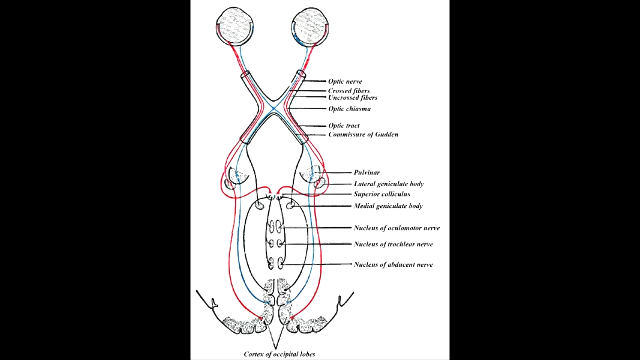 Optic nerve
Crossed fibers
Uncrossed fibers
Optic chiasma
Optic tract
Commissure of Gudden
Pulvinar
Lateral geniculate body
Superior colliculus
Medial geniculate body
Nucleus of oculomotor nerve
Nucleus of trochlear nerve
Nucleus of abducent nerve
Cortex of occipital lobes